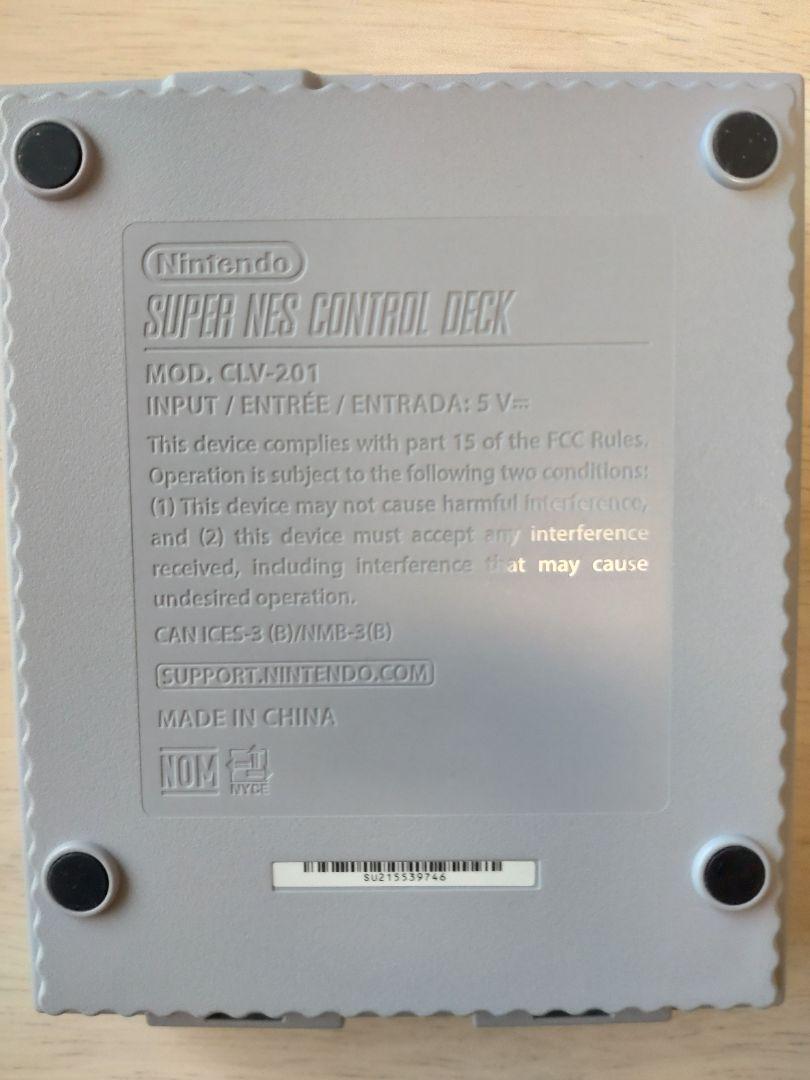 Nintendo
SUPER NES CONTROL DECK
MOD. CLV-201
INPUT / ENTRÉE / ENTRADA: 5 V⎓
This device complies with part 15 of the FCC Rules.
Operation is subject to the following two conditions:
(1) This device may not cause harmful interference,
and (2) this device must accept any interference
received, including interference that may cause
undesired operation.
CAN ICES-3 (B)/NMB-3(B)
SUPPORT.NINTENDO.COM
MADE IN CHINA
NOM
NYCE
SU215539746